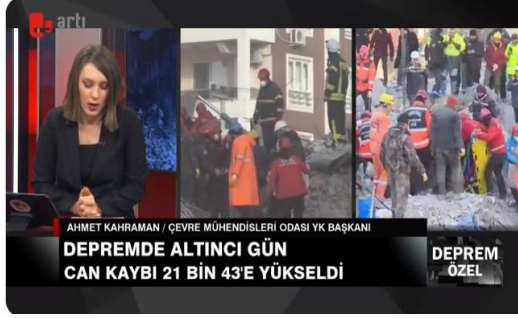 artı
AHMET KAHRAMAN / ÇEVRE MÜHENDİSLERİ ODASI YK BAŞKANI
DEPREMDE ALTINCI GÜN
CAN KAYBI 21 BİN 43'E YÜKSELDİ
DEPREM
ÖZEL